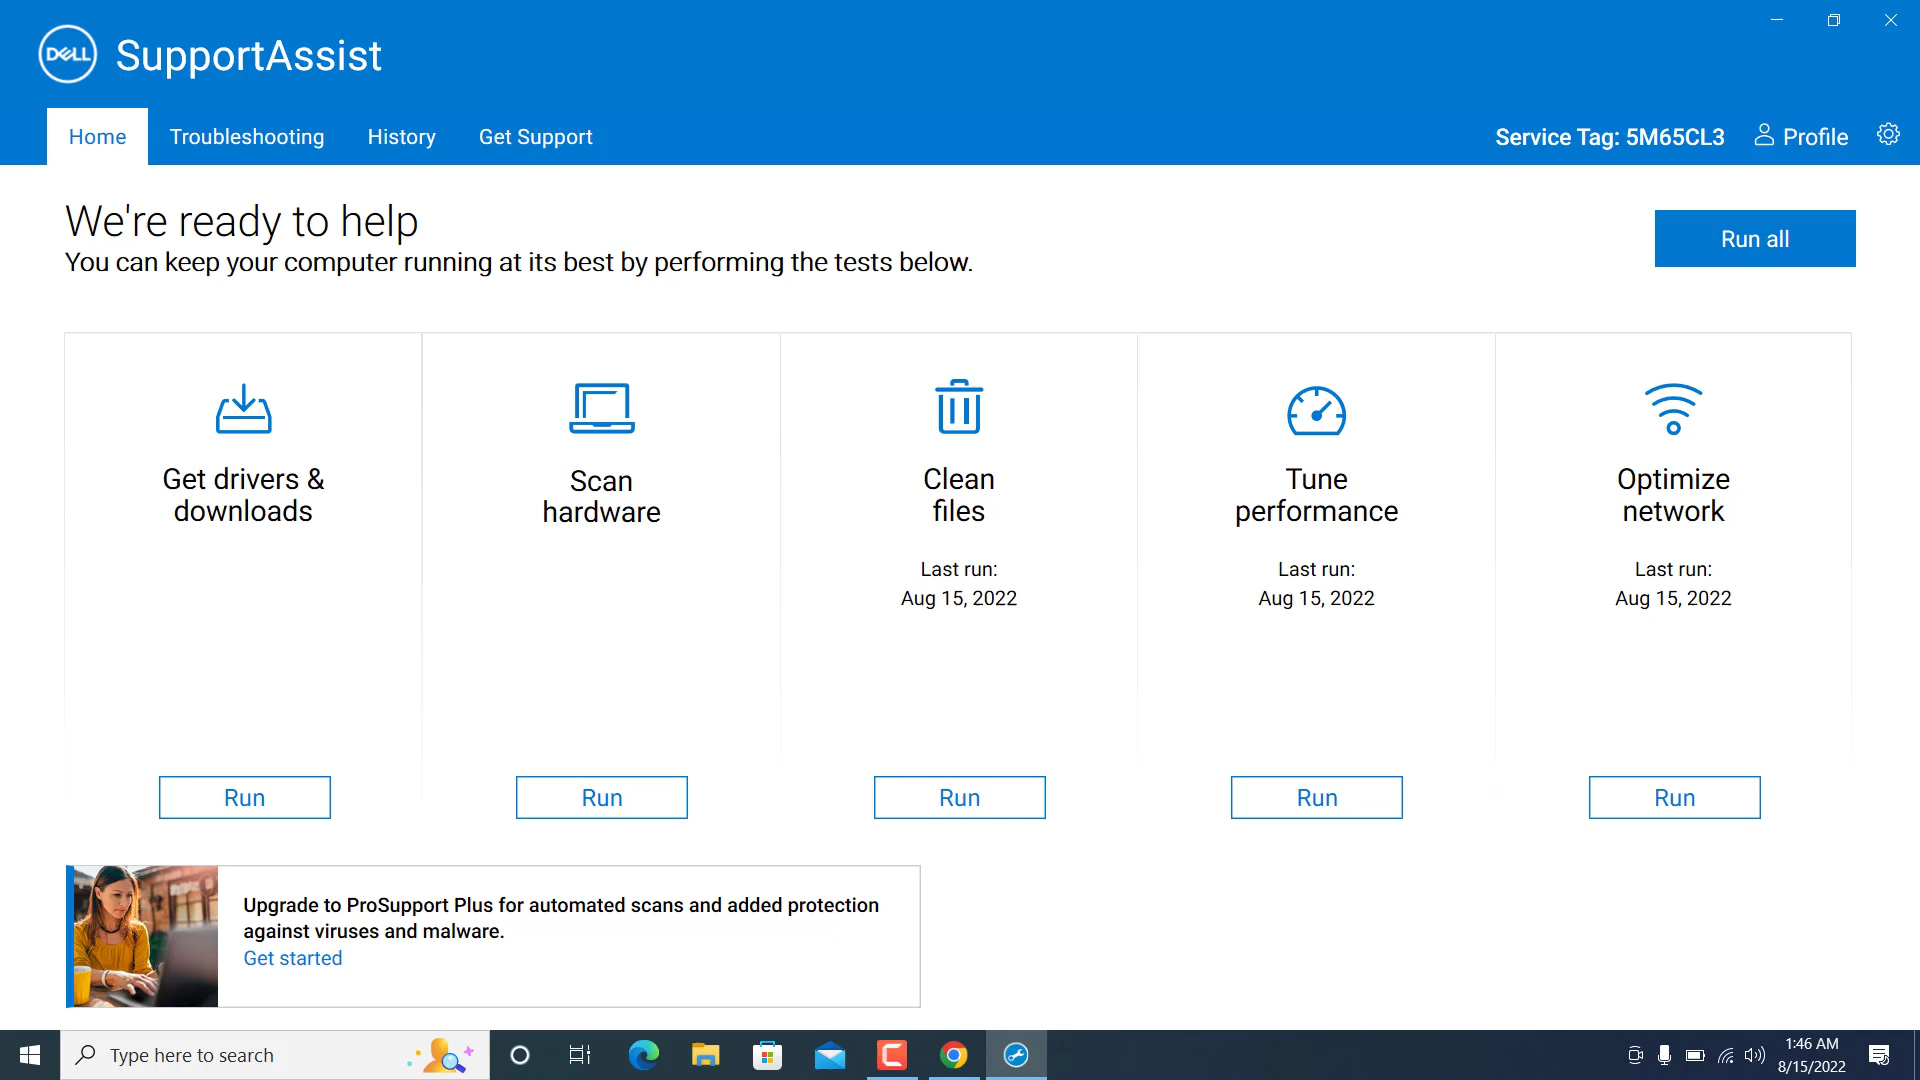 DELL SupportAssist
Home Troubleshooting History Get Support Service Tag: 5M65CL3 Profile
We're ready to help
You can keep your computer running at its best by performing the tests below.
Run all
Get drivers &
downloads
Run
Scan
hardware
Run
Clean
files
Last run:
Aug 15, 2022
Run
Tune
performance
Last run:
Aug 15, 2022
Run
Optimize
network
Last run:
Aug 15, 2022
Run
Upgrade to ProSupport Plus for automated scans and added protection
against viruses and malware.
Get started
Type here to search
1:46 AM
8/15/2022